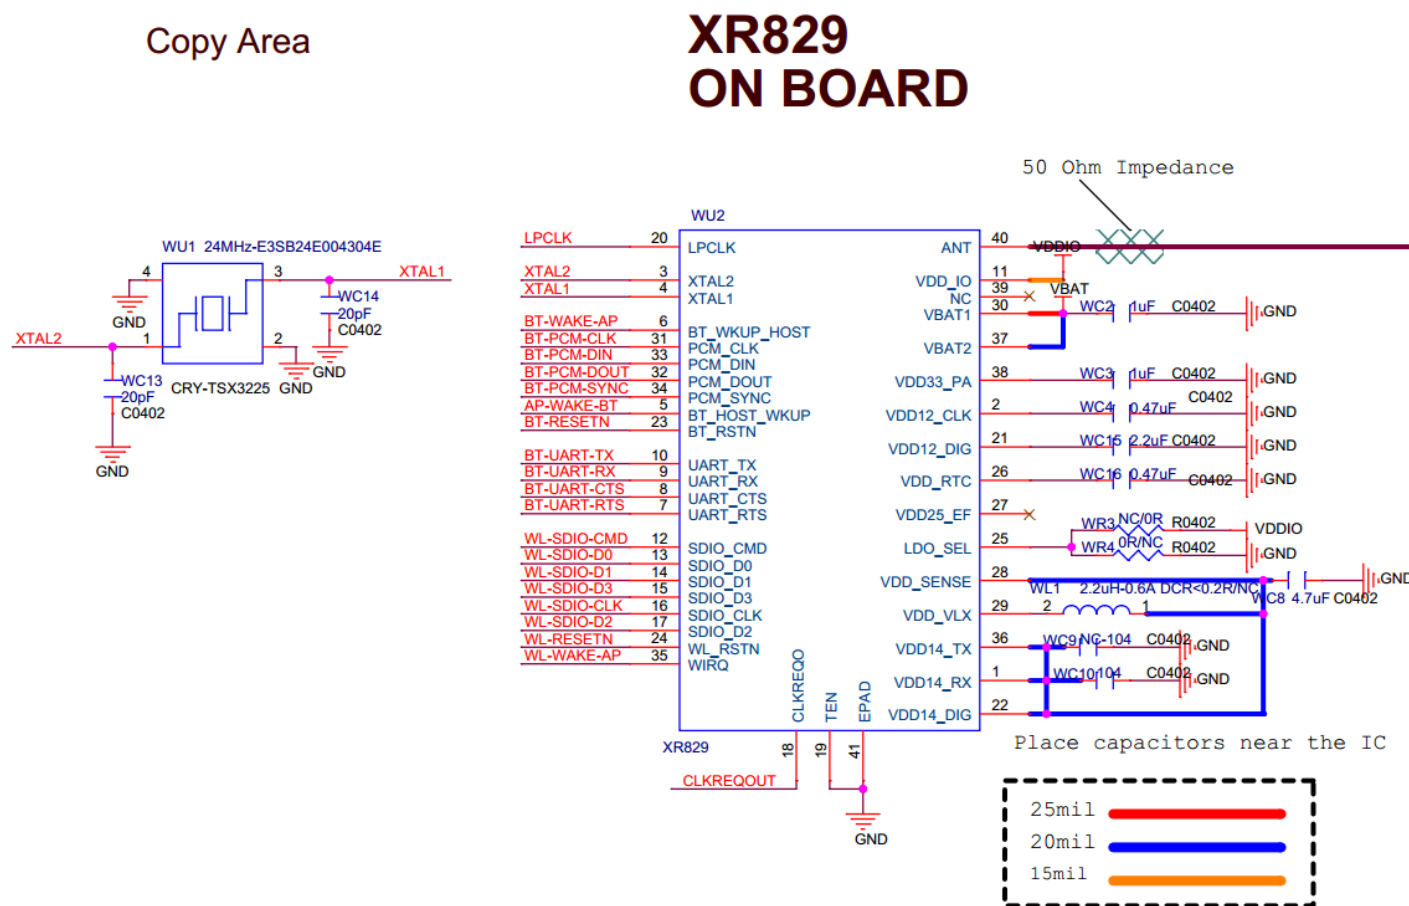 Copy Area
XR829
ON BOARD
50 Ohm Impedance
WU1 24MHz-E3SB24E004304E
4
3
XTAL1
GND
WC14
20pF
C0402
GND
XTAL2
1
2
GND
CRY-TSX3225
WC13
20pF
C0402
GND
WU2
LPCLK 20 LPCLK
XTAL2 3 XTAL2
XTAL1 4 XTAL1
BT-WAKE-AP 6 BT_WKUP_HOST
BT-PCM-CLK 31 PCM_CLK
BT-PCM-DIN 33 PCM_DIN
BT-PCM-DOUT 32 PCM_DOUT
BT-PCM-SYNC 34 PCM_SYNC
AP-WAKE-BT 5 BT_HOST_WKUP
BT-RESETN 23 BT_RSTN
BT-UART-TX 10 UART_TX
BT-UART-RX 9 UART_RX
BT-UART-CTS 8 UART_CTS
BT-UART-RTS 7 UART_RTS
WL-SDIO-CMD 12 SDIO_CMD
WL-SDIO-D0 13 SDIO_D0
WL-SDIO-D1 14 SDIO_D1
WL-SDIO-D3 15 SDIO_D3
WL-SDIO-CLK 16 SDIO_CLK
WL-SDIO-D2 17 SDIO_D2
WL-RESETN 24 WL_RSTN
WL-WAKE-AP 35 WIRQ
ANT 40
VDDIO
VDD_IO 11
NC 39
VBAT
VBAT1 30 WC2 1uF C0402 GND
VBAT2 37
VDD33_PA 38 WC3 1uF C0402 GND
VDD12_CLK 2 WC4 0.47uF C0402 GND
VDD12_DIG 21 WC15 2.2uF C0402 GND
VDD_RTC 26 WC16 0.47uF C0402 GND
VDD25_EF 27
WR3 NC/0R R0402 VDDIO
LDO_SEL 25
WR4 0R/NC R0402 GND
VDD_SENSE 28 GND
WL1 2.2uH-0.6A DCR<0.2R/NC
WC8 4.7uF C0402
VDD_VLX 29 2 1
VDD14_TX 36 WC9 NC-104 C0402 GND
VDD14_RX 1 WC10 104 C0402 GND
VDD14_DIG 22
CLKREQO
TEN
EPAD
XR829
18
19
41
CLKREQOUT
GND
Place capacitors near the IC
25mil
20mil
15mil